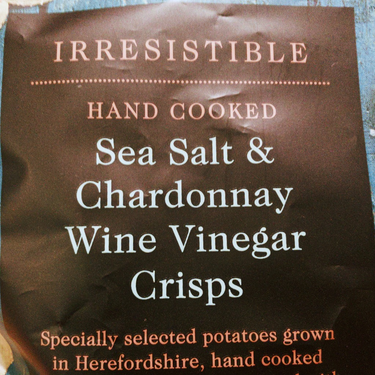 IRRESISTIBLE
HAND COOKED
Sea Salt &
Chardonnay
Wine Vinegar
Crisps
Specially selected potatoes grown
in Herefordshire, hand cooked